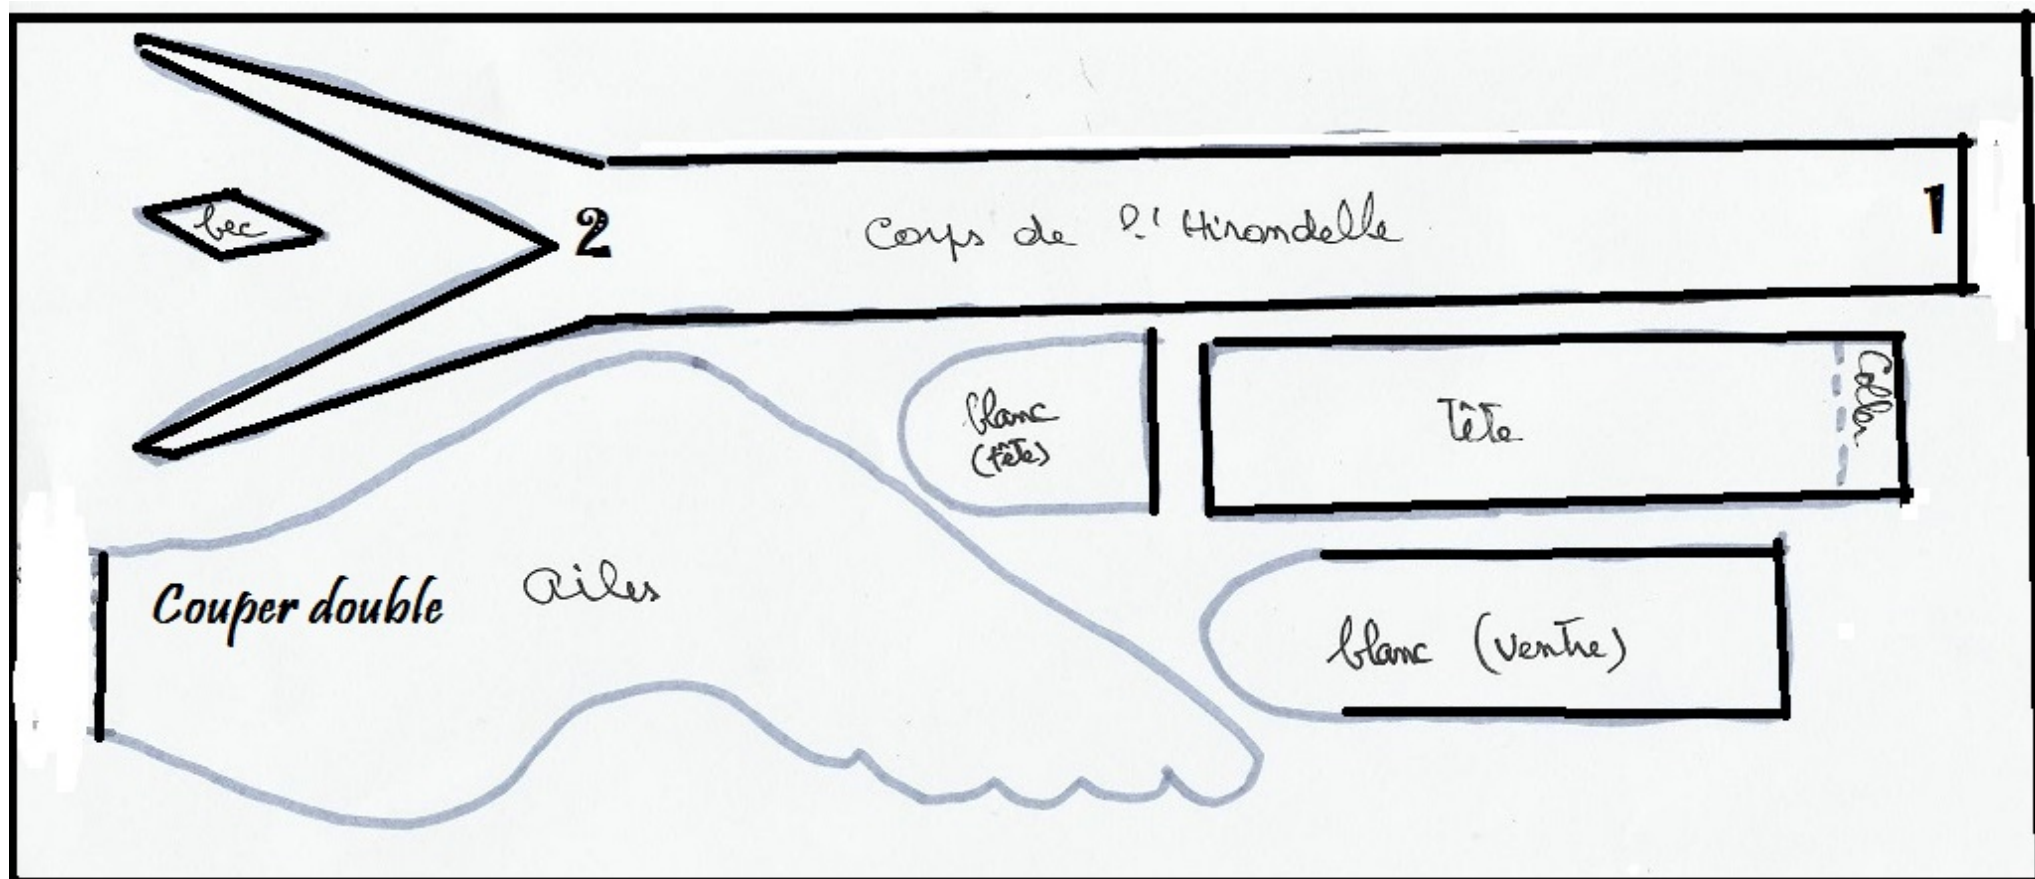 bec
2
Corps de l'Hirondelle
1
blanc
(tête)
Tête
Coller
Couper double
ailes
blanc (ventre)